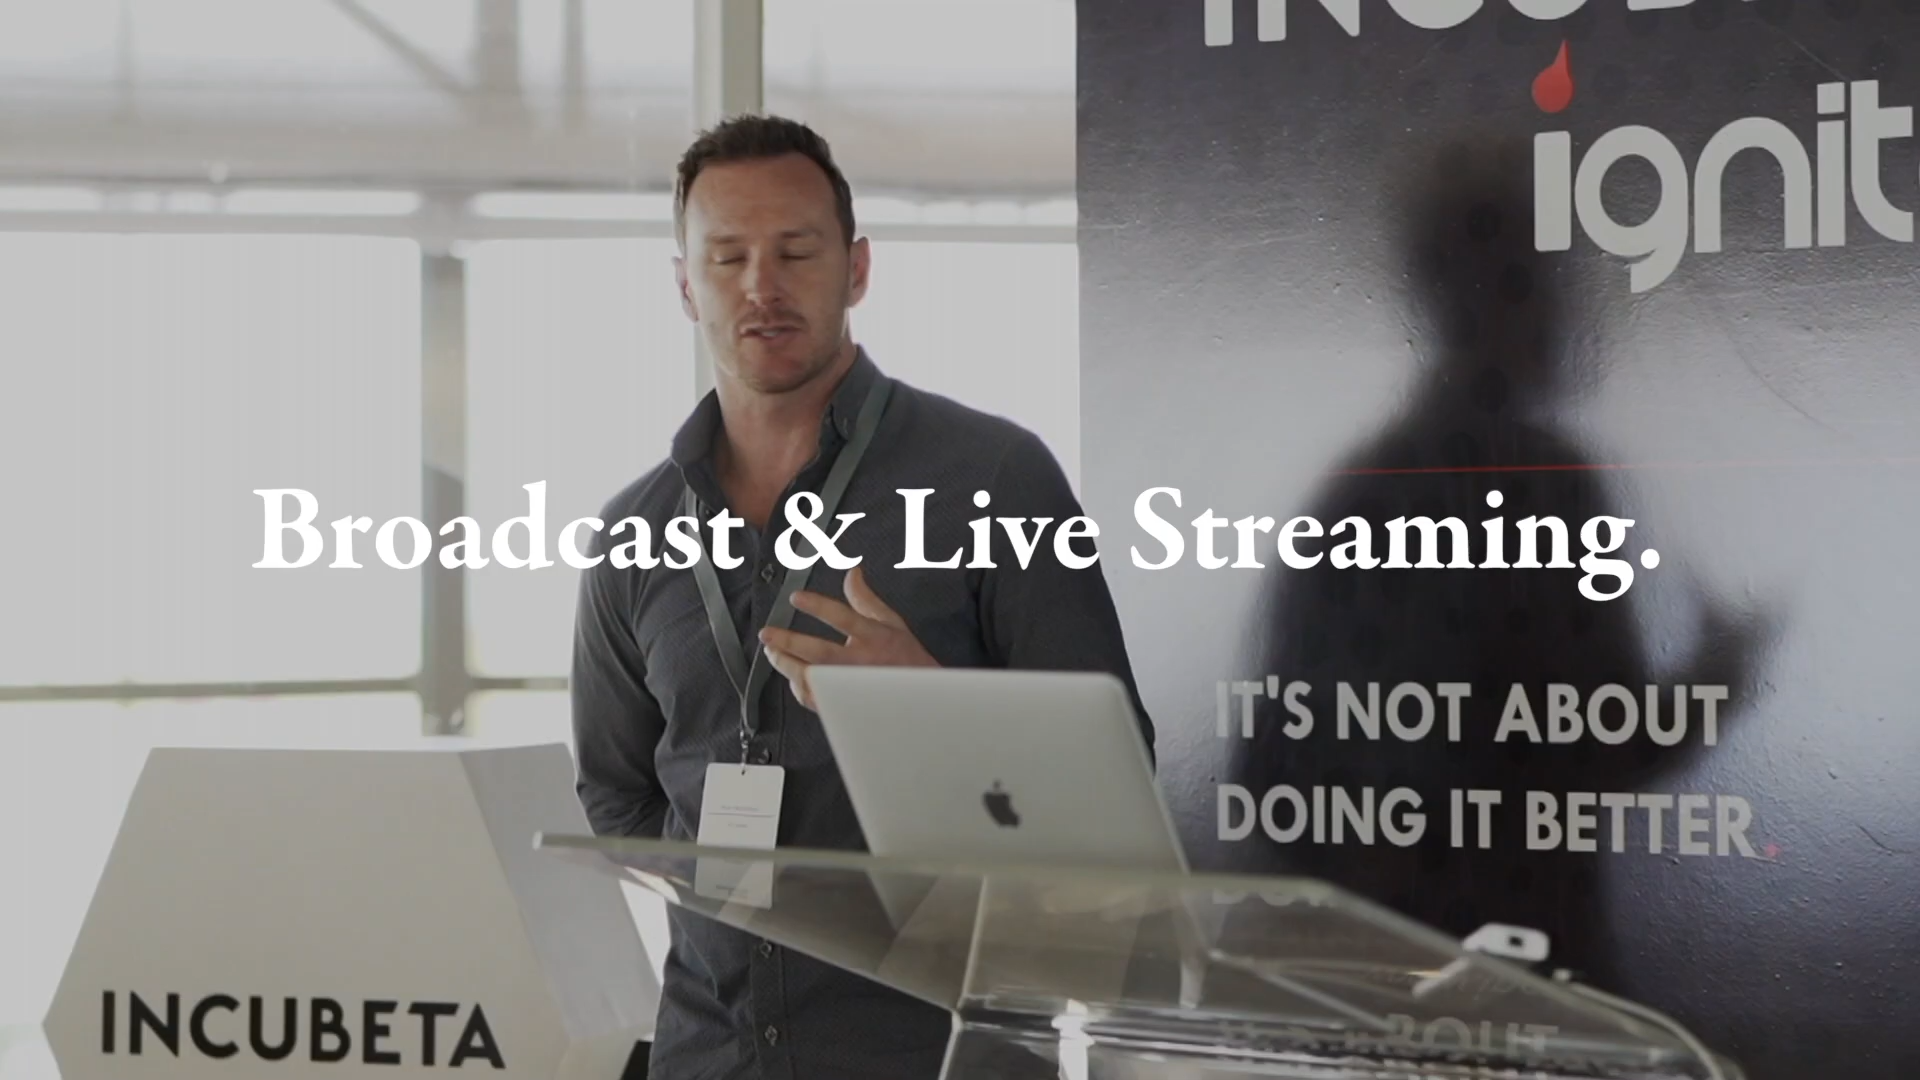 ignit
Broadcast & Live Streaming.
IT'S NOT ABOUT
DOING IT BETTER
INCUBETA